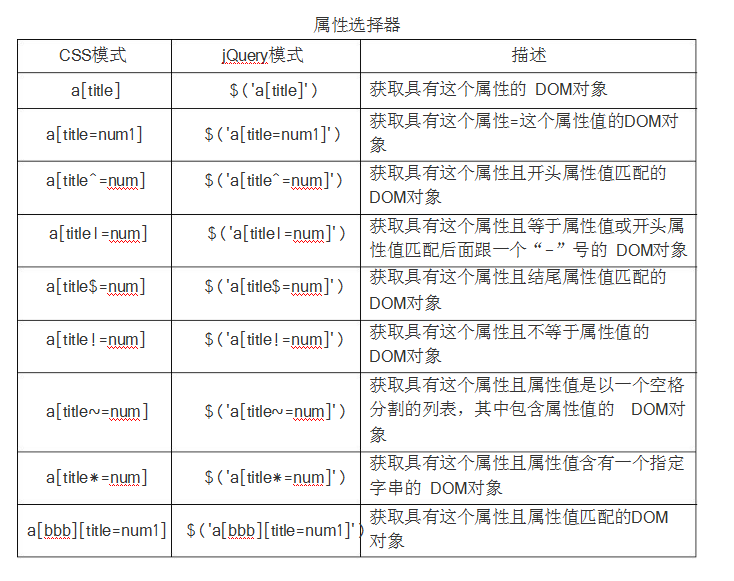 属性选择器
CSS模式 jQuery模式 描述
a[title] $('a[title]') 获取具有这个属性的 DOM对象
a[title=num1] $('a[title=num1]') 获取具有这个属性=这个属性值的DOM对
象
a[title^=num] $('a[title^=num]') 获取具有这个属性且开头属性值匹配的
DOM对象
a[title|=num] $('a[title|=num]') 获取具有这个属性且等于属性值或开头属
性值匹配后面跟一个“-”号的 DOM对象
a[title$=num] $('a[title$=num]') 获取具有这个属性且结尾属性值匹配的
DOM对象
a[title!=num] $('a[title!=num]') 获取具有这个属性且不等于属性值的
DOM对象
a[title~=num] $('a[title~=num]') 获取具有这个属性且属性值是以一个空格
分割的列表，其中包含属性值的 DOM对
象
a[title*=num] $('a[title*=num]') 获取具有这个属性且属性值含有一个指定
字串的 DOM对象
a[bbb][title=num1] $('a[bbb][title=num1]') 获取具有这个属性且属性值匹配的DOM
对象